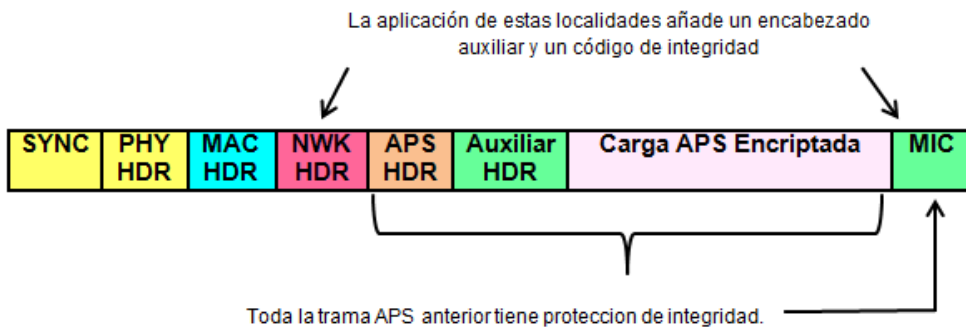 La aplicación de estas localidades añade un encabezado
auxiliar y un código de integridad
SYNC PHY HDR MAC HDR NWK HDR APS HDR Auxiliar HDR Carga APS Encriptada MIC
Toda la trama APS anterior tiene proteccion de integridad.